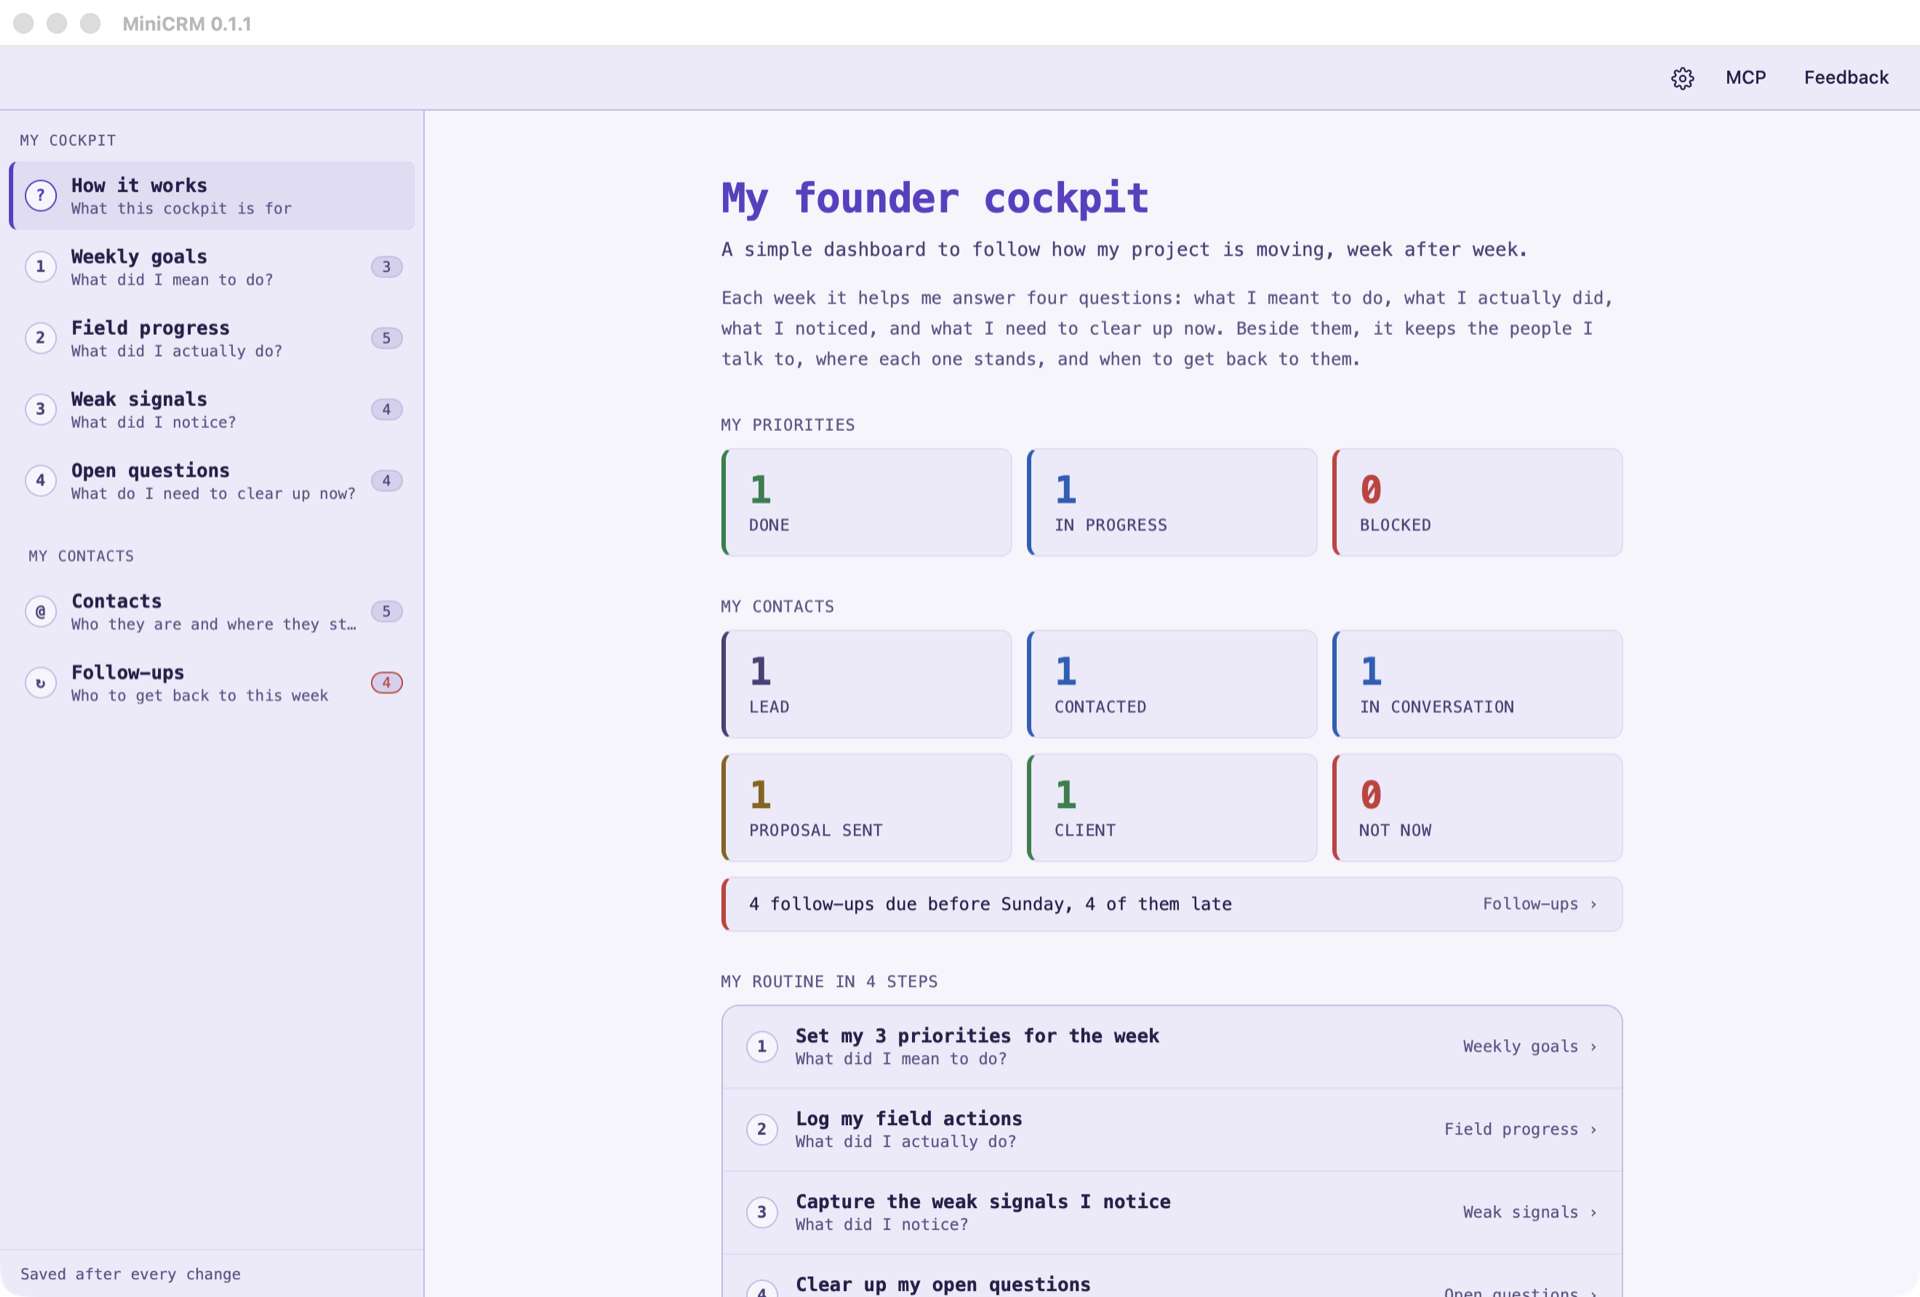 MiniCRM 0.1.1
MCP
Feedback
MY COCKPIT
?
How it works
What this cockpit is for
1
Weekly goals
What did I mean to do?
3
2
Field progress
What did I actually do?
5
3
Weak signals
What did I notice?
4
4
Open questions
What do I need to clear up now?
4
MY CONTACTS
@
Contacts
Who they are and where they st…
5
↻
Follow-ups
Who to get back to this week
4
Saved after every change
My founder cockpit
A simple dashboard to follow how my project is moving, week after week.
Each week it helps me answer four questions: what I meant to do, what I actually did,
what I noticed, and what I need to clear up now. Beside them, it keeps the people I
talk to, where each one stands, and when to get back to them.
MY PRIORITIES
1
DONE
1
IN PROGRESS
0
BLOCKED
MY CONTACTS
1
LEAD
1
CONTACTED
1
IN CONVERSATION
1
PROPOSAL SENT
1
CLIENT
0
NOT NOW
4 follow-ups due before Sunday, 4 of them late
Follow-ups ›
MY ROUTINE IN 4 STEPS
1
Set my 3 priorities for the week
What did I mean to do?
Weekly goals ›
2
Log my field actions
What did I actually do?
Field progress ›
3
Capture the weak signals I notice
What did I notice?
Weak signals ›
4
Clear up my open questions
Open questions ›